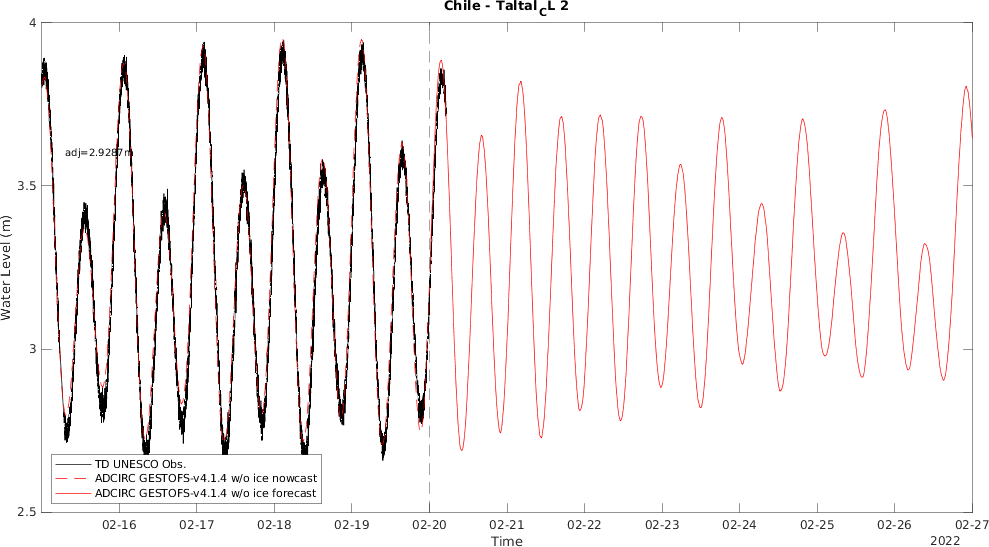 Chile - Taltal_CL 2
4
3.5
3
2.5
Water Level (m)
adj=2.9287m
TD UNESCO Obs.
ADCIRC GESTOFS-v4.1.4 w/o ice nowcast
ADCIRC GESTOFS-v4.1.4 w/o ice forecast
02-16 02-17 02-18 02-19 02-20 02-21 02-22 02-23 02-24 02-25 02-26 02-27
Time
2022